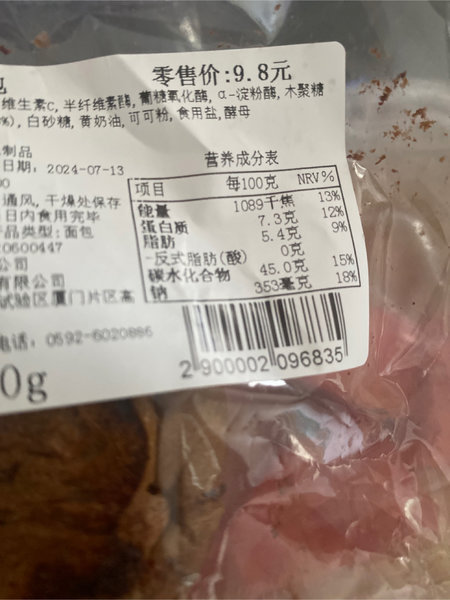 包
零售价:9.8元
维生素C, 半纤维素酶, 葡糖氧化酶, α-淀粉酶, 木聚糖
%), 白砂糖, 黄奶油, 可可粉, 食用盐, 酵母
制品
日期: 2024-07-13
00
通风, 干燥处保存
日内食用完毕
产品类型: 面包
20600447
公司
有限公司
试验区厦门片区高
电话: 0592-6020886
0g
营养成分表
项目 每100克 NRV%
能量 1089千焦 13%
蛋白质 7.3克 12%
脂肪 5.4克 9%
-反式脂肪(酸) 0克
碳水化合物 45.0克 15%
钠 353毫克 18%
2 900002 096835